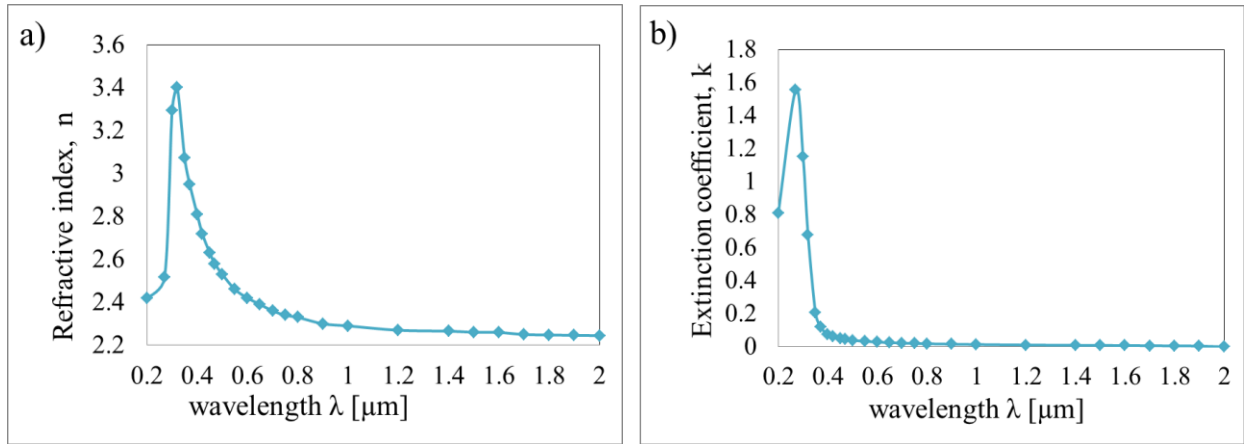 a)
Refractive index, n
3.6
3.4
3.2
3
2.8
2.6
2.4
2.2
0.2 0.4 0.6 0.8 1 1.2 1.4 1.6 1.8 2
wavelength λ [μm]
b)
Extinction coefficient, k
1.8
1.6
1.4
1.2
1
0.8
0.6
0.4
0.2
0
0.2 0.4 0.6 0.8 1 1.2 1.4 1.6 1.8 2
wavelength λ [μm]